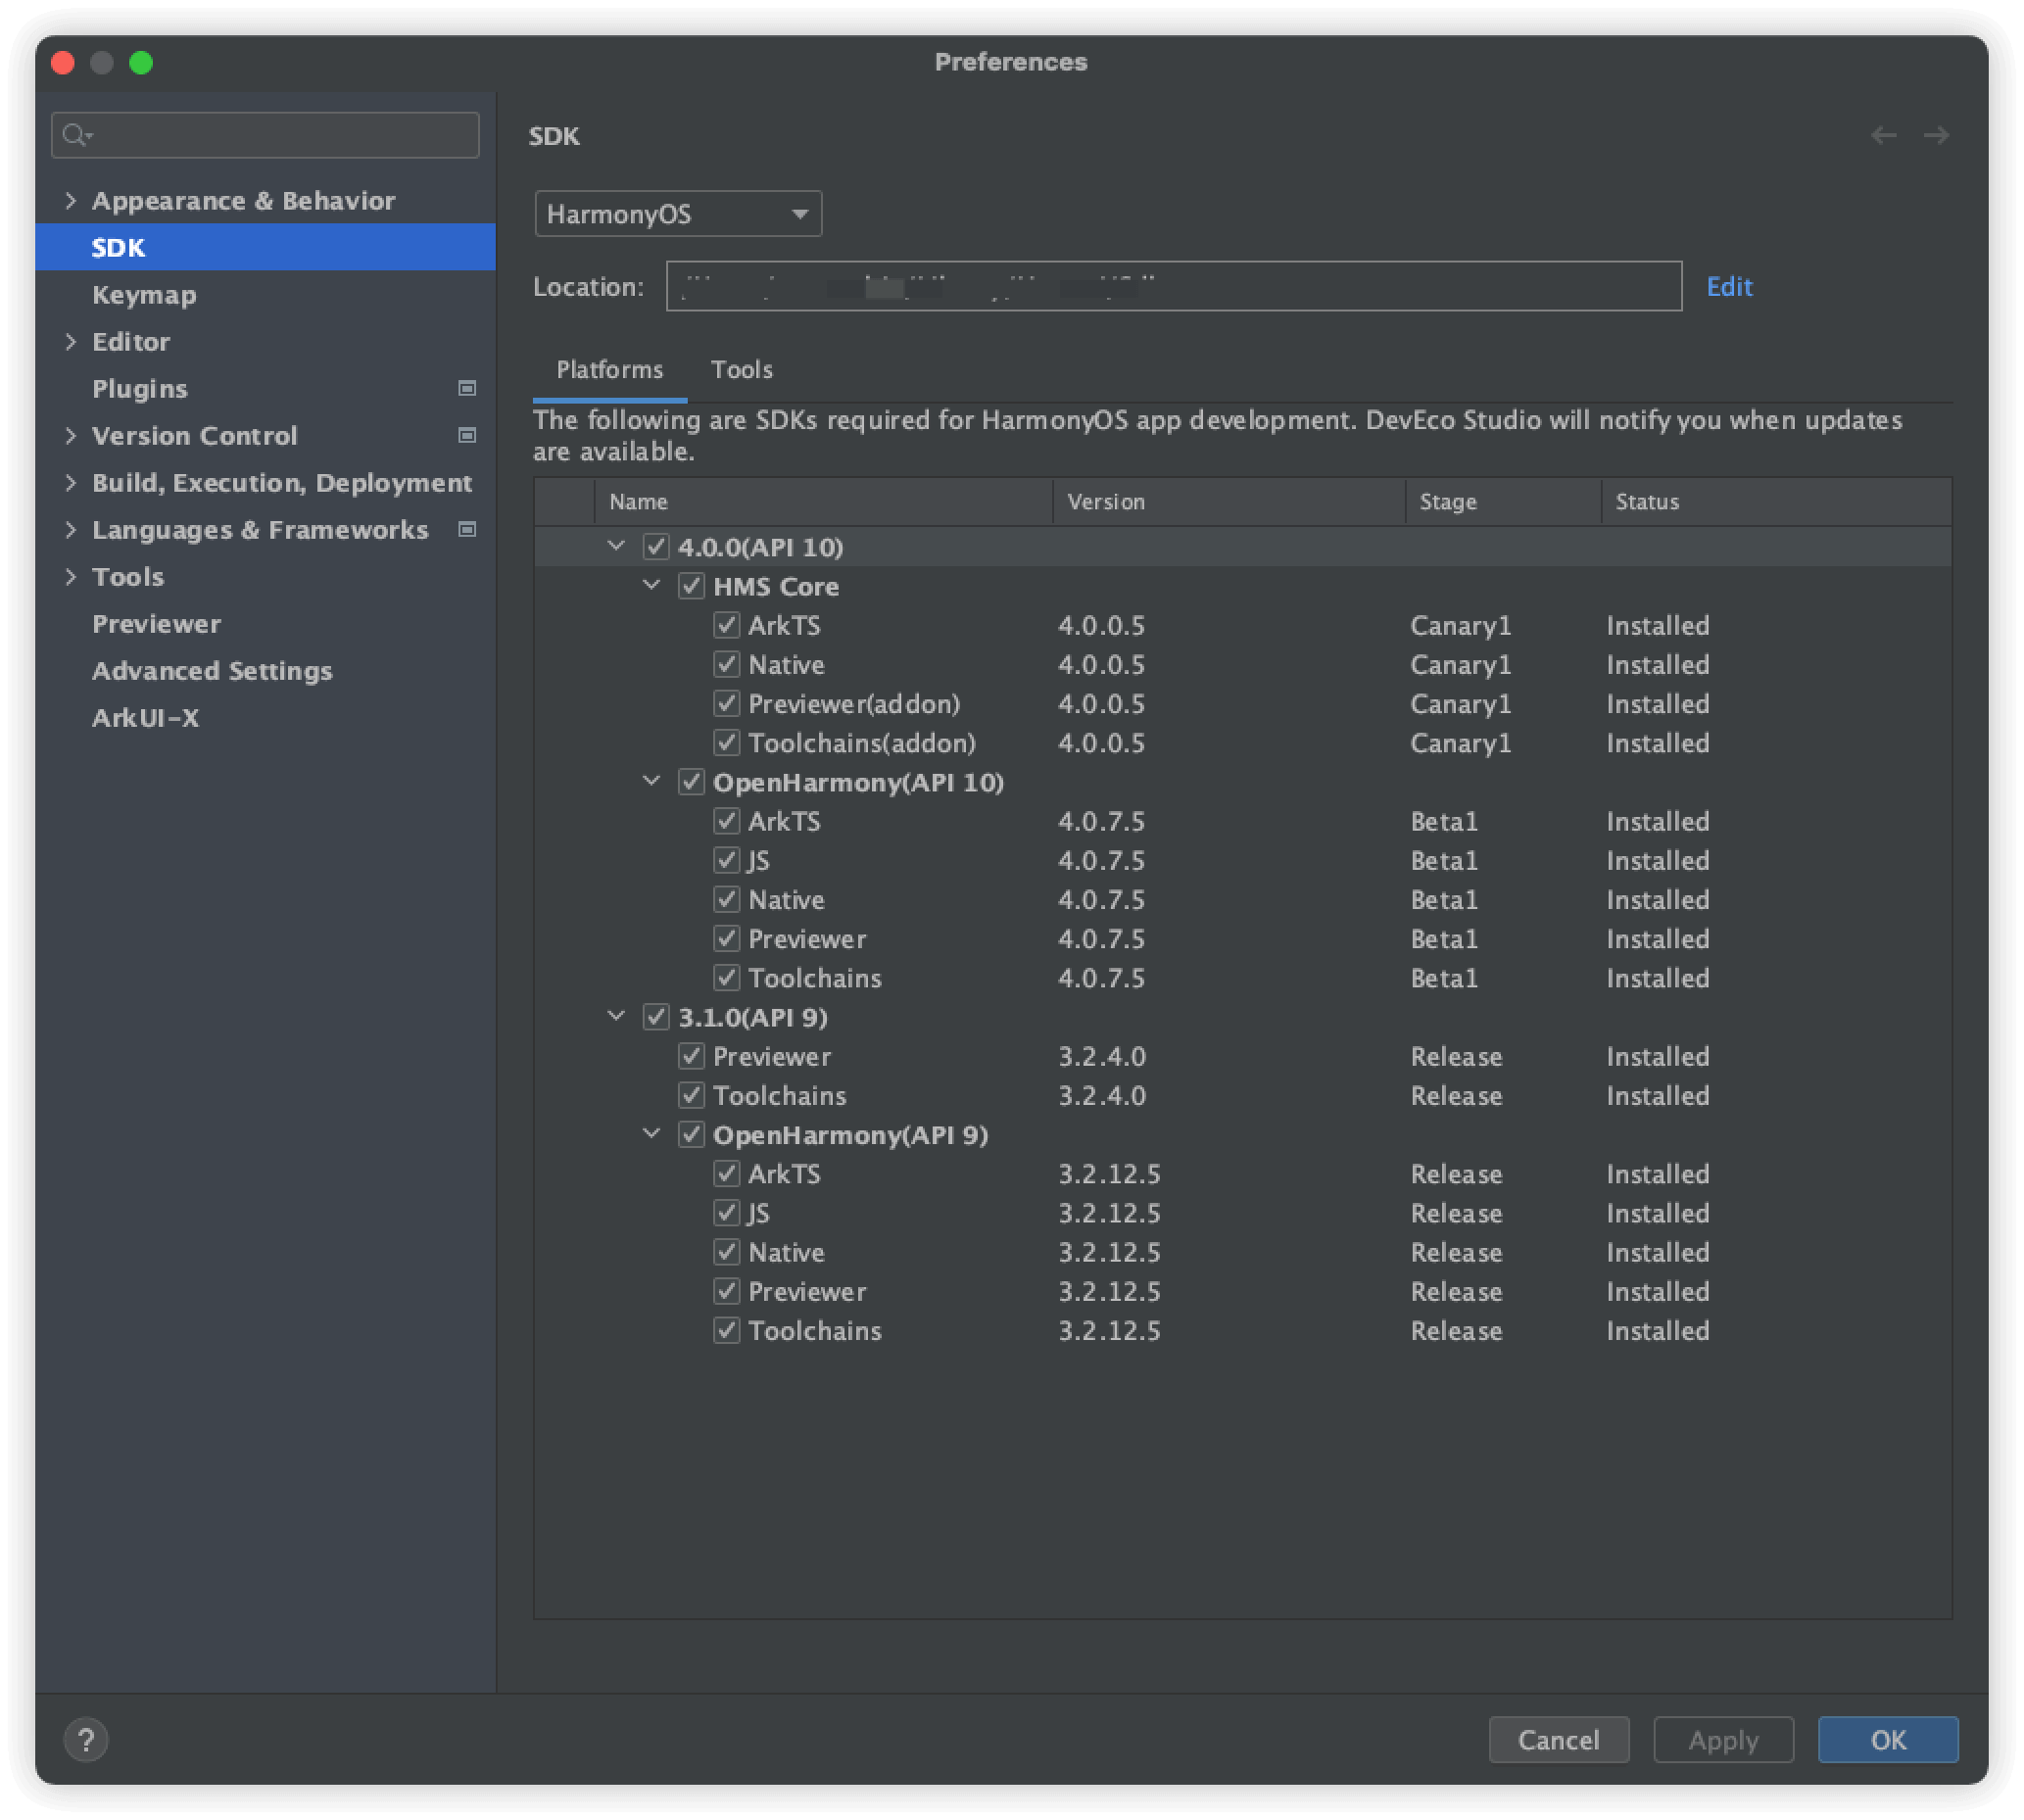 Preferences
Appearance & Behavior
SDK
Keymap
Editor
Plugins
Version Control
Build, Execution, Deployment
Languages & Frameworks
Tools
Previewer
Advanced Settings
ArkUI-X
SDK
HarmonyOS
Location:
Edit
Platforms Tools
The following are SDKs required for HarmonyOS app development. DevEco Studio will notify you when updates
are available.
Name Version Stage Status
4.0.0(API 10)
HMS Core
ArkTS 4.0.0.5 Canary1 Installed
Native 4.0.0.5 Canary1 Installed
Previewer(addon) 4.0.0.5 Canary1 Installed
Toolchains(addon) 4.0.0.5 Canary1 Installed
OpenHarmony(API 10)
ArkTS 4.0.7.5 Beta1 Installed
JS 4.0.7.5 Beta1 Installed
Native 4.0.7.5 Beta1 Installed
Previewer 4.0.7.5 Beta1 Installed
Toolchains 4.0.7.5 Beta1 Installed
3.1.0(API 9)
Previewer 3.2.4.0 Release Installed
Toolchains 3.2.4.0 Release Installed
OpenHarmony(API 9)
ArkTS 3.2.12.5 Release Installed
JS 3.2.12.5 Release Installed
Native 3.2.12.5 Release Installed
Previewer 3.2.12.5 Release Installed
Toolchains 3.2.12.5 Release Installed
? Cancel Apply OK